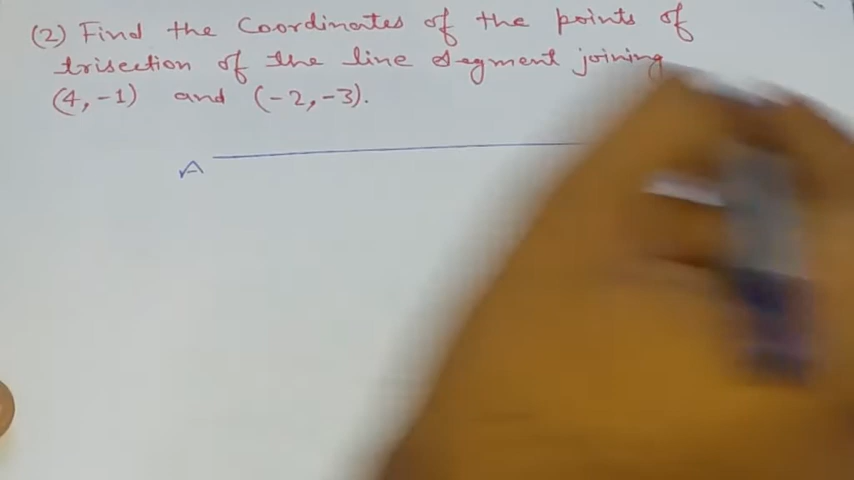 (2) Find the Coordinates of the points of
trisection of the line segment joining
(4,-1) and (-2,-3).
A